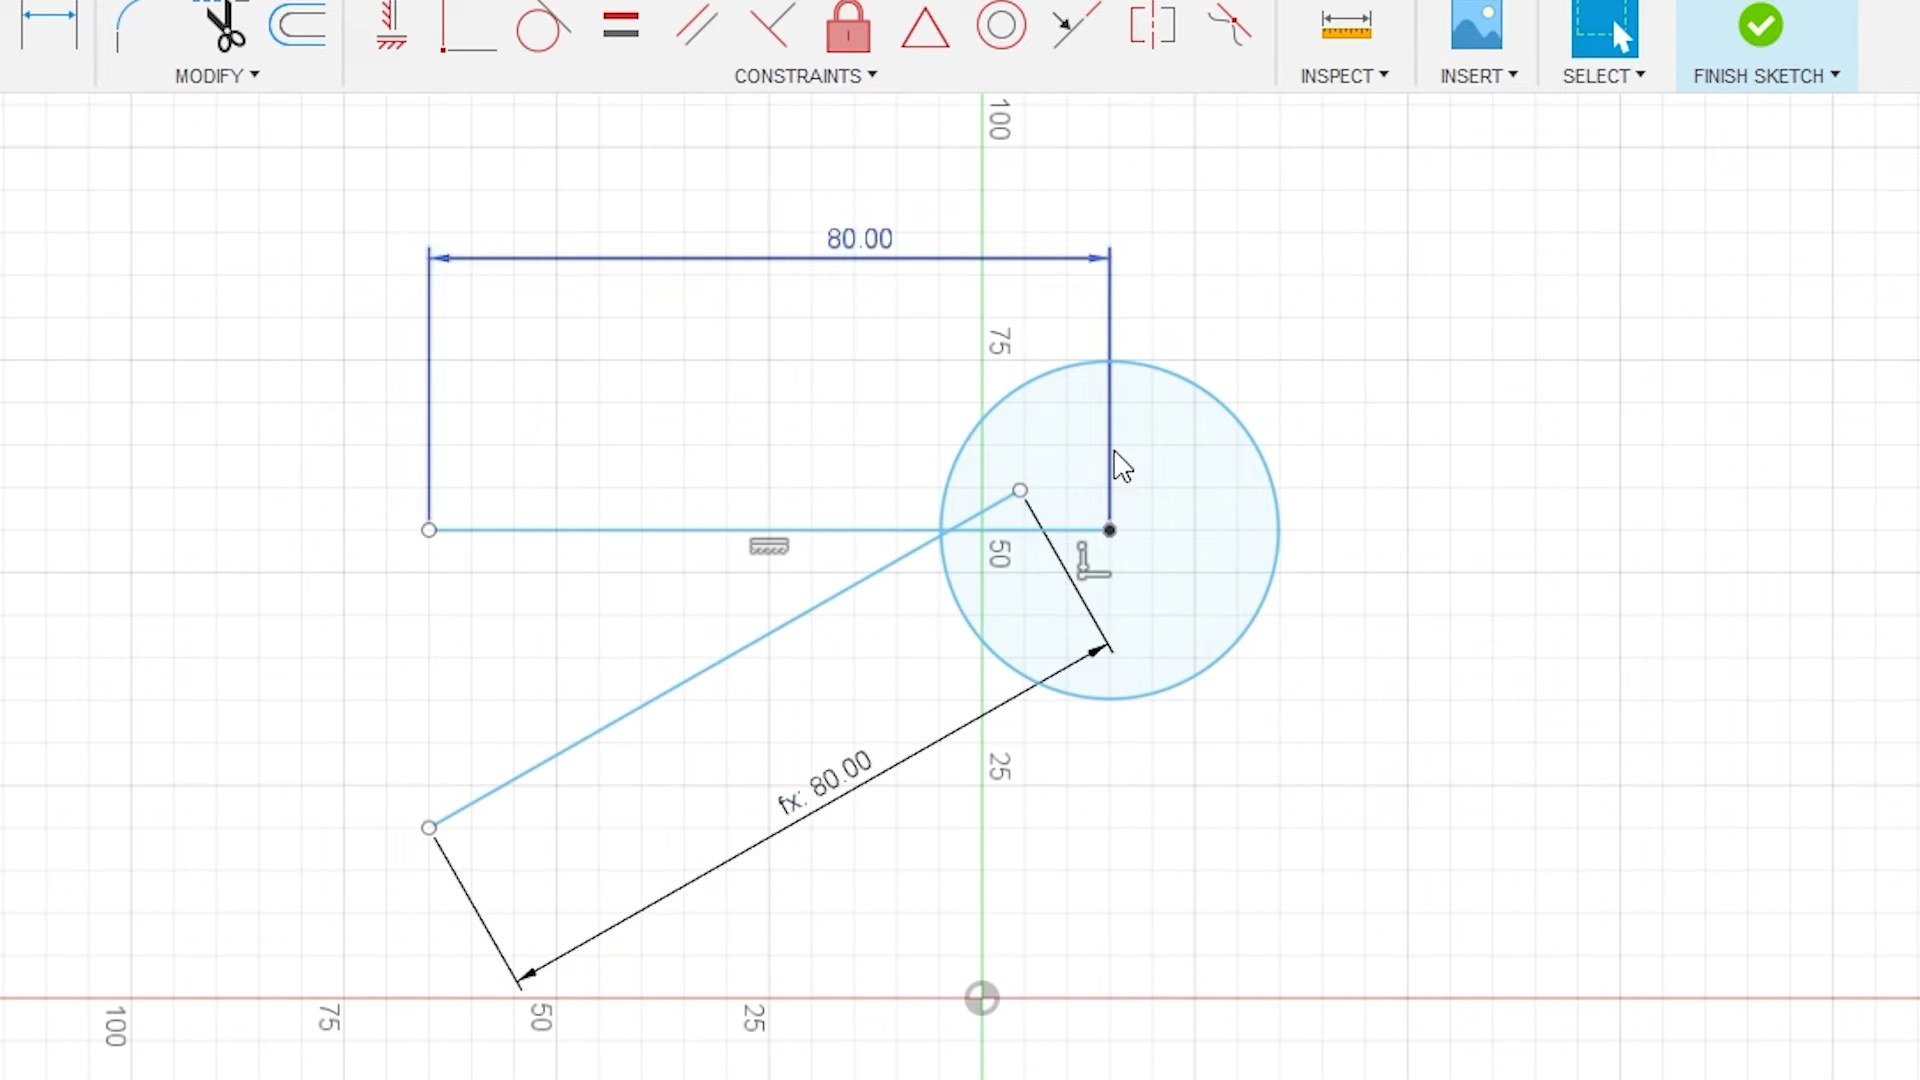 MODIFY
CONSTRAINTS
INSPECT
INSERT
SELECT
FINISH SKETCH
100
80.00
75
50
25
fx: 80.00
100
75
50
25